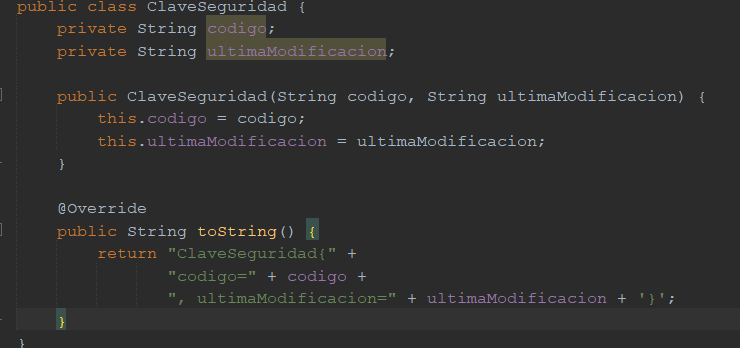 public class ClaveSeguridad {
    private String codigo;
    private String ultimaModificacion;

    public ClaveSeguridad(String codigo, String ultimaModificacion) {
        this.codigo = codigo;
        this.ultimaModificacion = ultimaModificacion;
    }

    @Override
    public String toString() {
        return "ClaveSeguridad{" +
                "codigo=" + codigo +
                ", ultimaModificacion=" + ultimaModificacion + '}';
    }
}